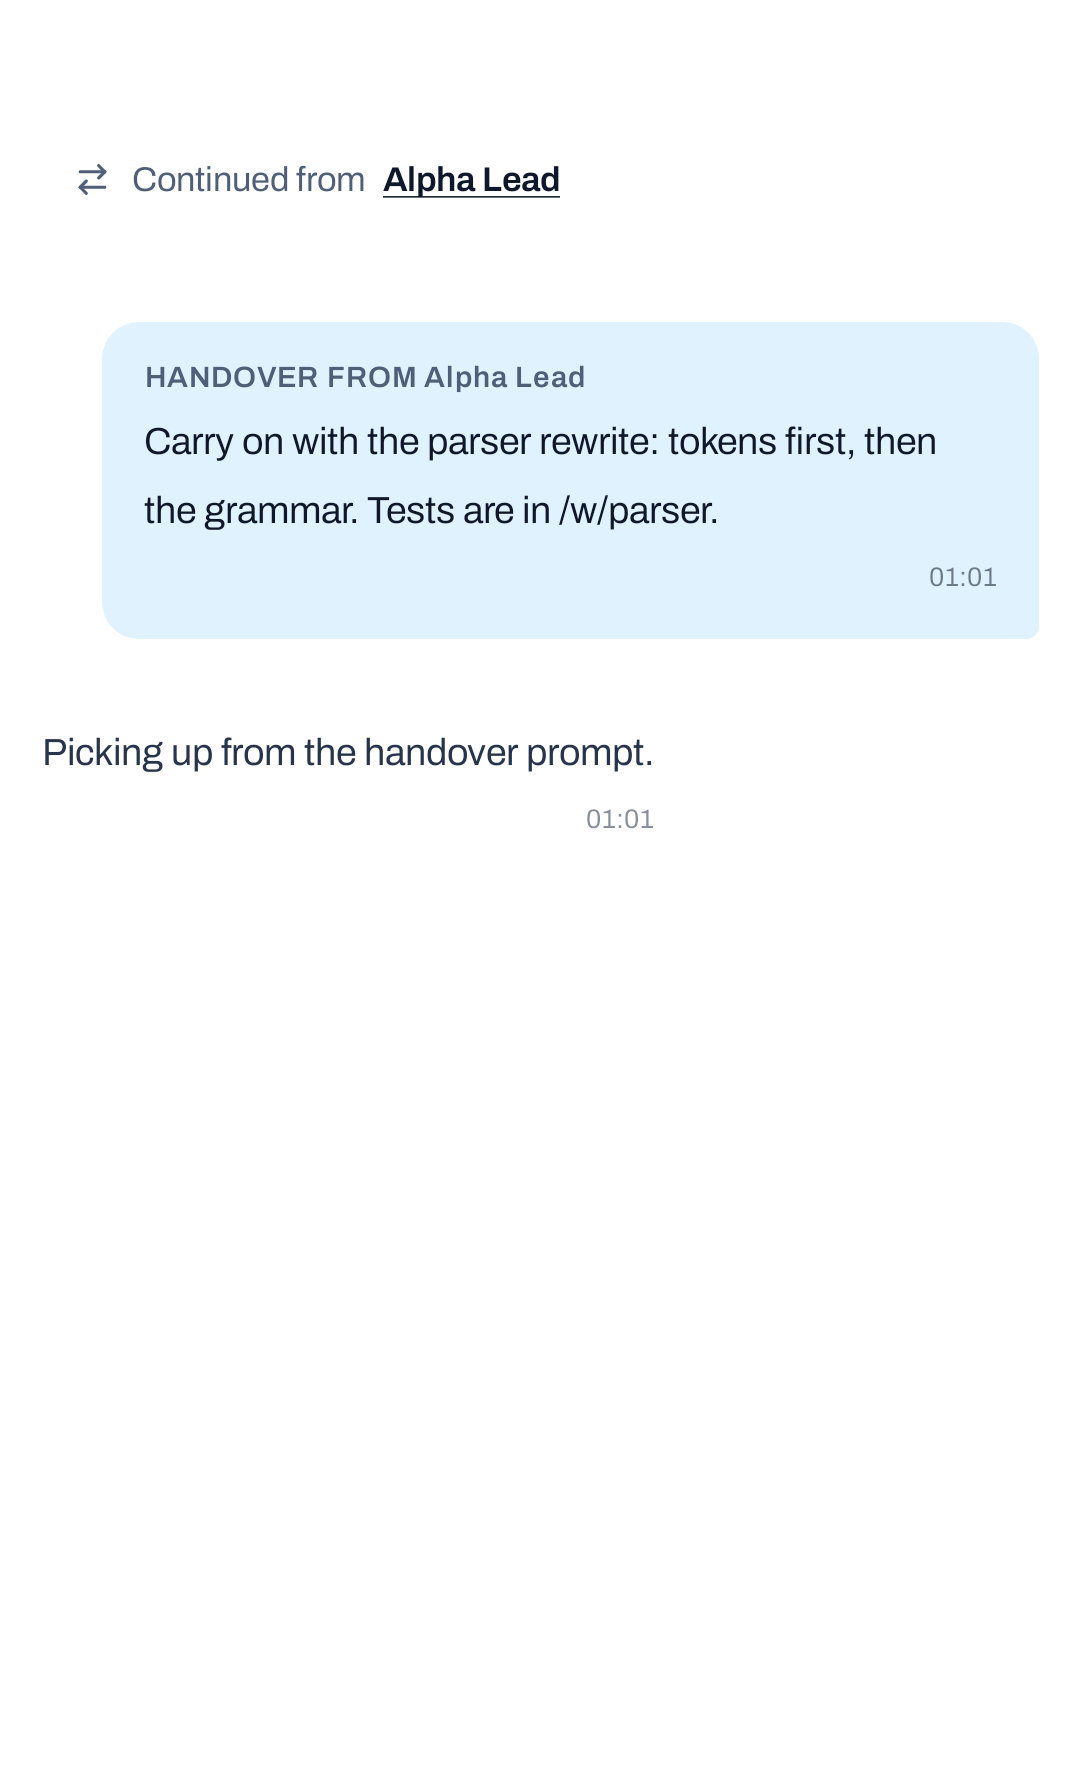 Continued from Alpha Lead
HANDOVER FROM Alpha Lead
Carry on with the parser rewrite: tokens first, then
the grammar. Tests are in /w/parser.
01:01
Picking up from the handover prompt.
01:01